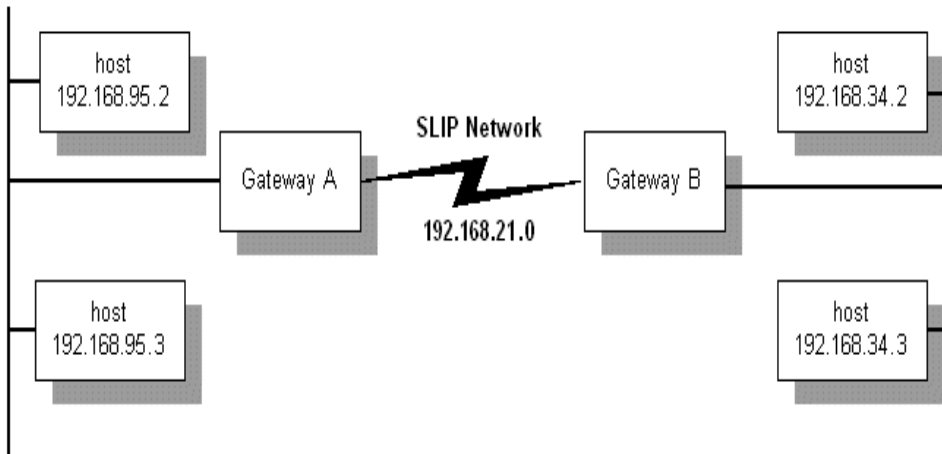 host
192.168.95.2
host
192.168.34.2
SLIP Network
Gateway A
Gateway B
192.168.21.0
host
192.168.95.3
host
192.168.34.3